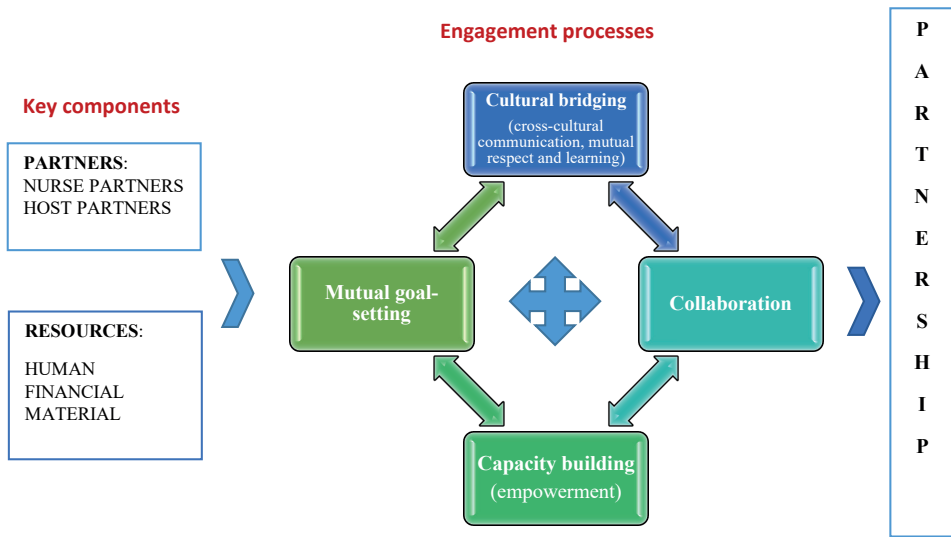 Engagement processes
Key components
PARTNERS:
NURSE PARTNERS
HOST PARTNERS
RESOURCES:
HUMAN
FINANCIAL
MATERIAL
Cultural bridging
(cross-cultural
communication, mutual
respect and learning)
Mutual goal-
setting
Collaboration
Capacity building
(empowerment)
P
A
R
T
N
E
R
S
H
I
P